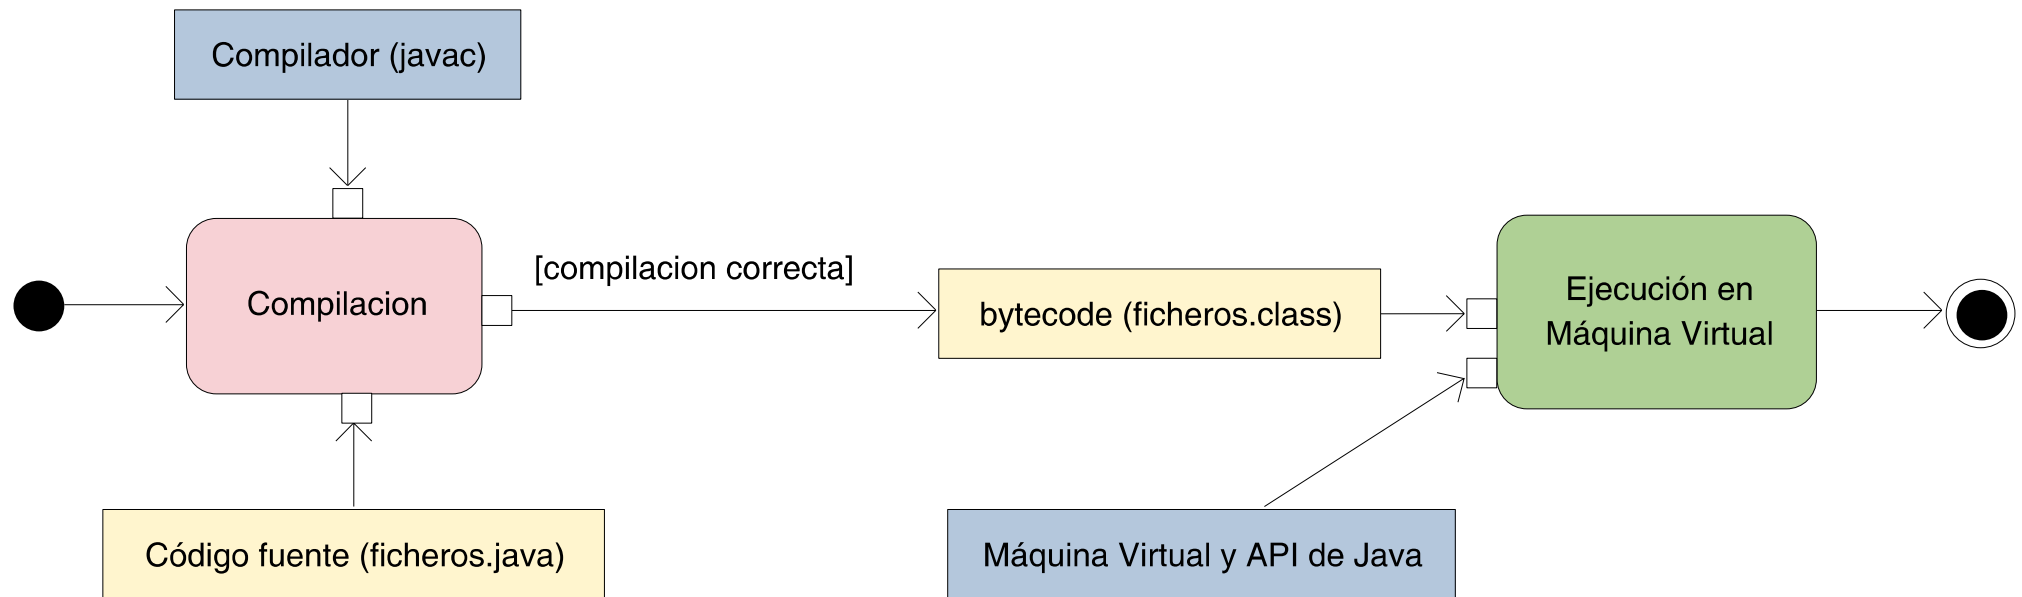 Compilador (javac)
[compilacion correcta]
Compilacion
bytecode (ficheros.class)
Ejecución en
Máquina Virtual
Código fuente (ficheros.java)
Máquina Virtual y API de Java